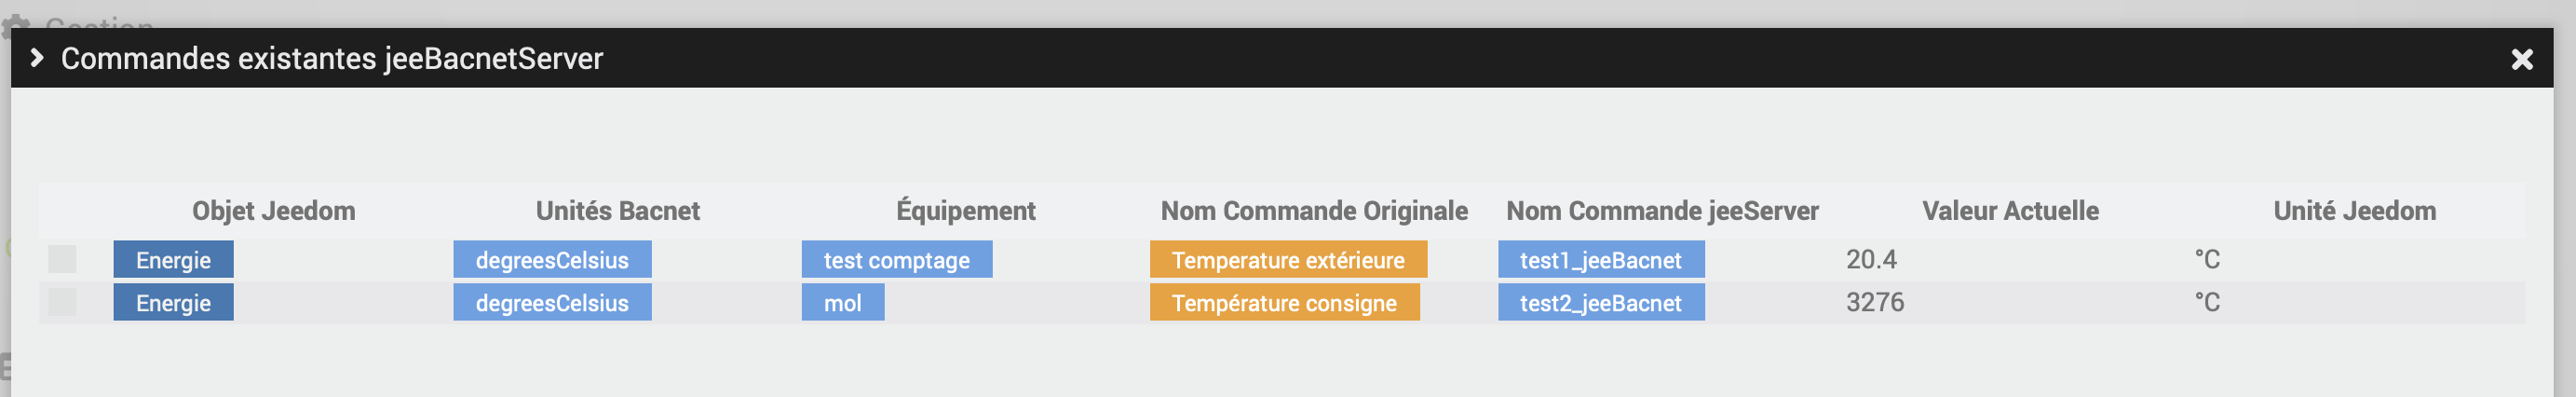 Gestion
Commandes existantes jeeBacnetServer
Objet Jeedom Unités Bacnet Équipement Nom Commande Originale Nom Commande jeeServer Valeur Actuelle Unité Jeedom
Energie degreesCelsius test comptage Temperature extérieure test1_jeeBacnet 20.4 °C
Energie degreesCelsius mol Température consigne test2_jeeBacnet 3276 °C